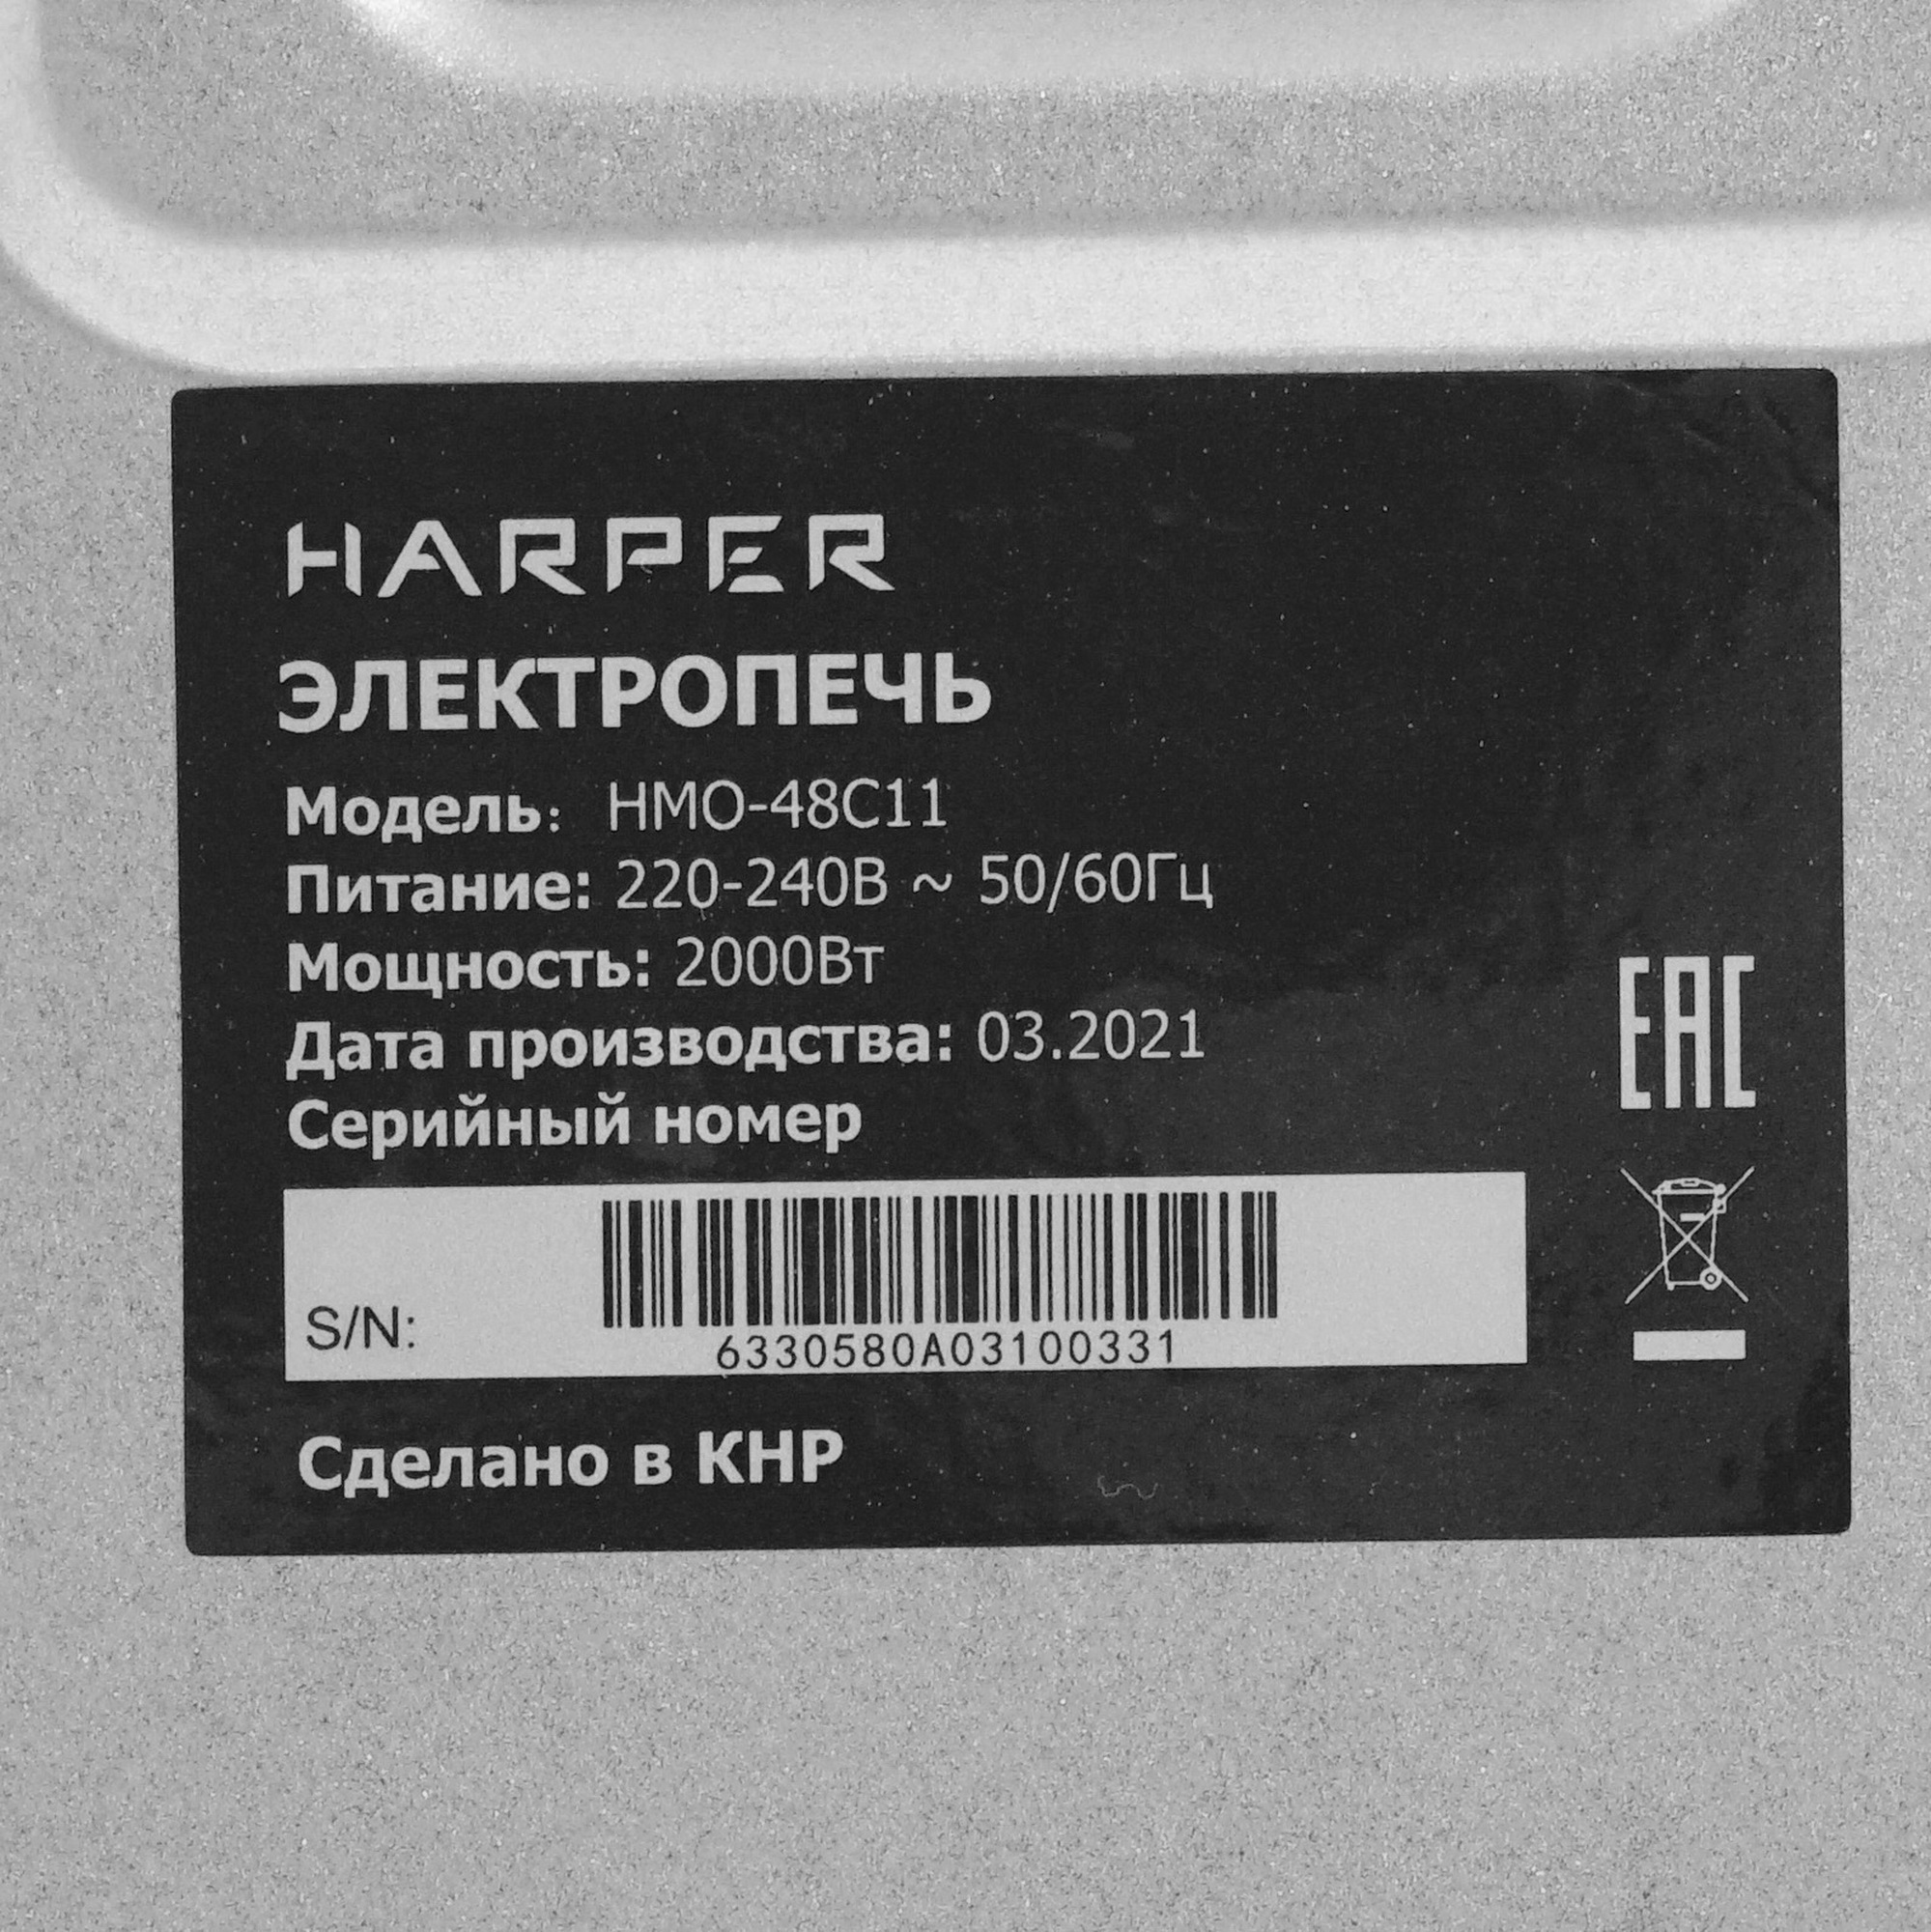 HARPER
ЭЛЕКТРОПЕЧЬ
Модель: HMO-48C11
Питание: 220-240В ~ 50/60Гц
Мощность: 2000Вт
Дата производства: 03.2021
Серийный номер
S/N:
6330580A03100331
EAC
Сделано в КНР